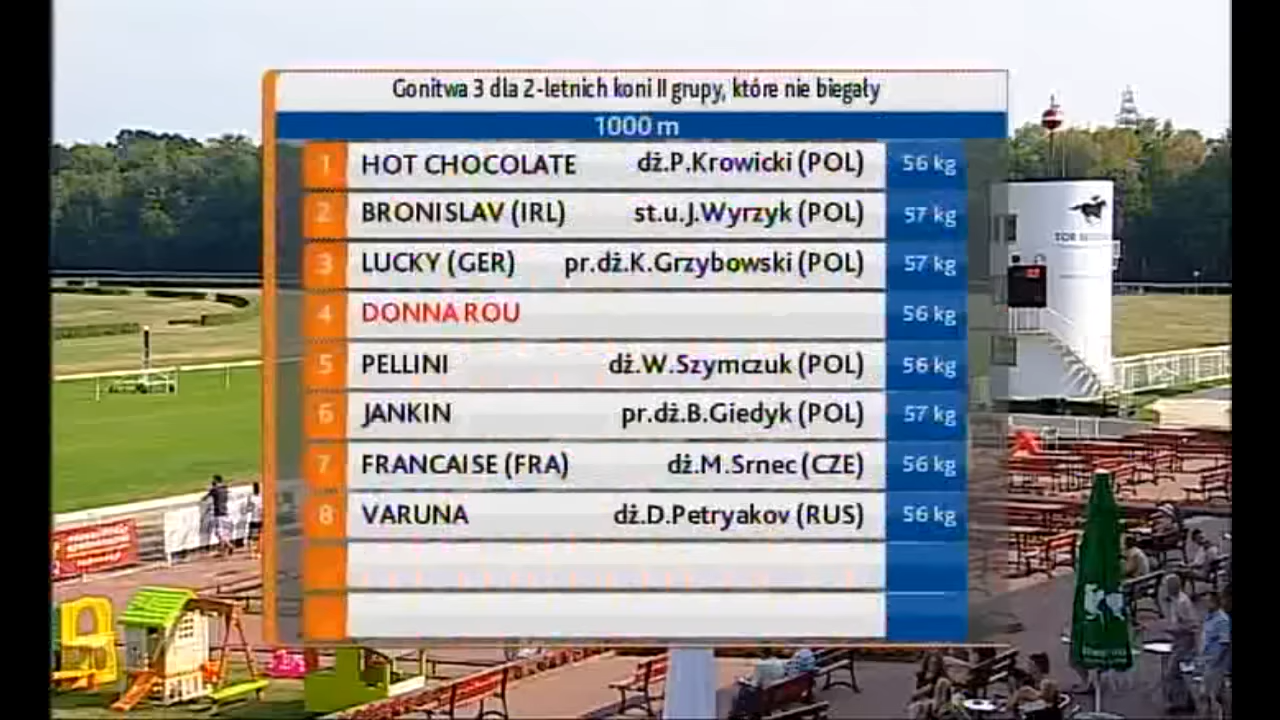 Gonitwa 3 dla 2-letnich koni II grupy, które nie biegały
1000 m
1 HOT CHOCOLATE dż.P.Krowicki (POL) 56 kg
2 BRONISLAV (IRL) st.u.J.Wyrzyk (POL) 57 kg
3 LUCKY (GER) pr.dż.K.Grzybowski (POL) 57 kg
4 DONNA ROU 56 kg
5 PELLINI dż.W.Szymczuk (POL) 56 kg
6 JANKIN pr.dż.B.Giedyk (POL) 57 kg
7 FRANCAISE (FRA) dż.M.Srnec (CZE) 56 kg
8 VARUNA dż.D.Petryakov (RUS) 56 kg
TOR